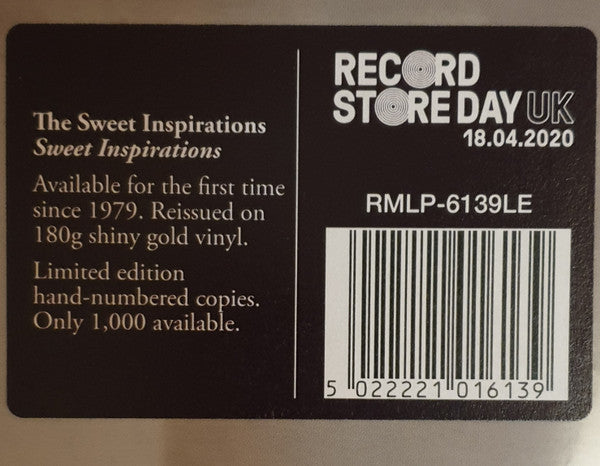 The Sweet Inspirations
Sweet Inspirations
Available for the first time
since 1979. Reissued on
180g shiny gold vinyl.
Limited edition
hand-numbered copies.
Only 1,000 available.
RECORD
STORE DAY UK
18.04.2020
RMLP-6139LE
5 022221 016139